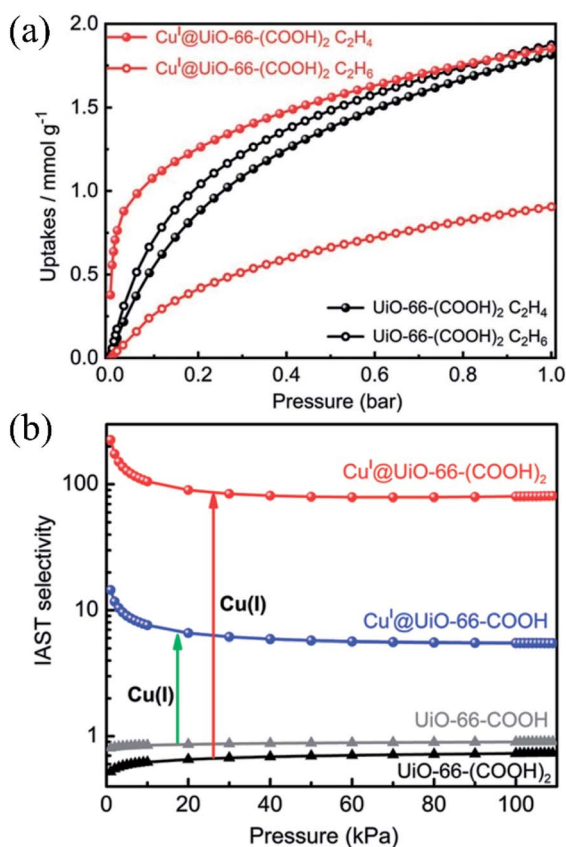 (a)
2.0
1.5
1.0
0.5
0.0
Uptakes / mmol g⁻¹
Cuᴵ@UiO-66-(COOH)₂ C₂H₄
Cuᴵ@UiO-66-(COOH)₂ C₂H₆
UiO-66-(COOH)₂ C₂H₄
UiO-66-(COOH)₂ C₂H₆
0.0 0.2 0.4 0.6 0.8 1.0
Pressure (bar)
(b)
100
10
1
IAST selectivity
Cuᴵ@UiO-66-(COOH)₂
Cu(I)
Cuᴵ@UiO-66-COOH
Cu(I)
UiO-66-COOH
UiO-66-(COOH)₂
0 20 40 60 80 100
Pressure (kPa)